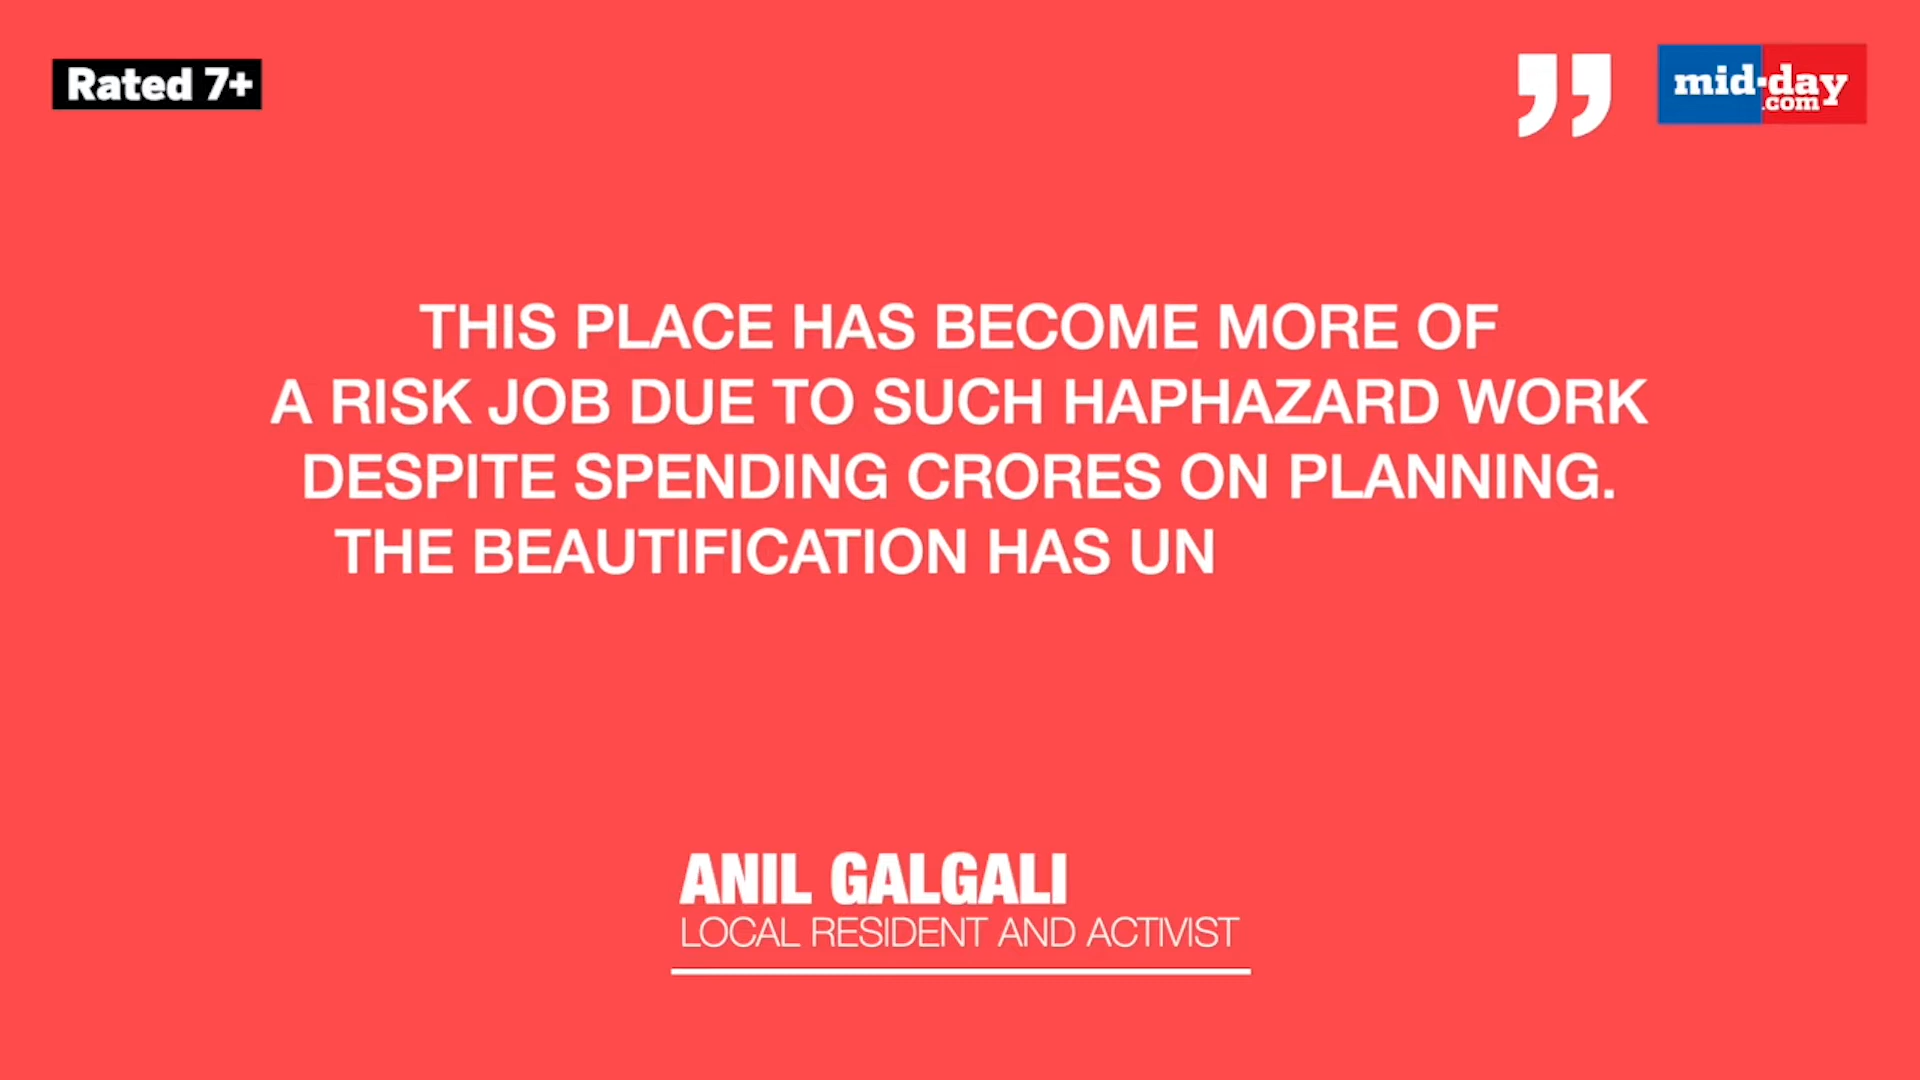 Rated 7+
”
mid-day
.com
THIS PLACE HAS BECOME MORE OF
A RISK JOB DUE TO SUCH HAPHAZARD WORK
DESPITE SPENDING CRORES ON PLANNING.
THE BEAUTIFICATION HAS UN
ANIL GALGALI
LOCAL RESIDENT AND ACTIVIST